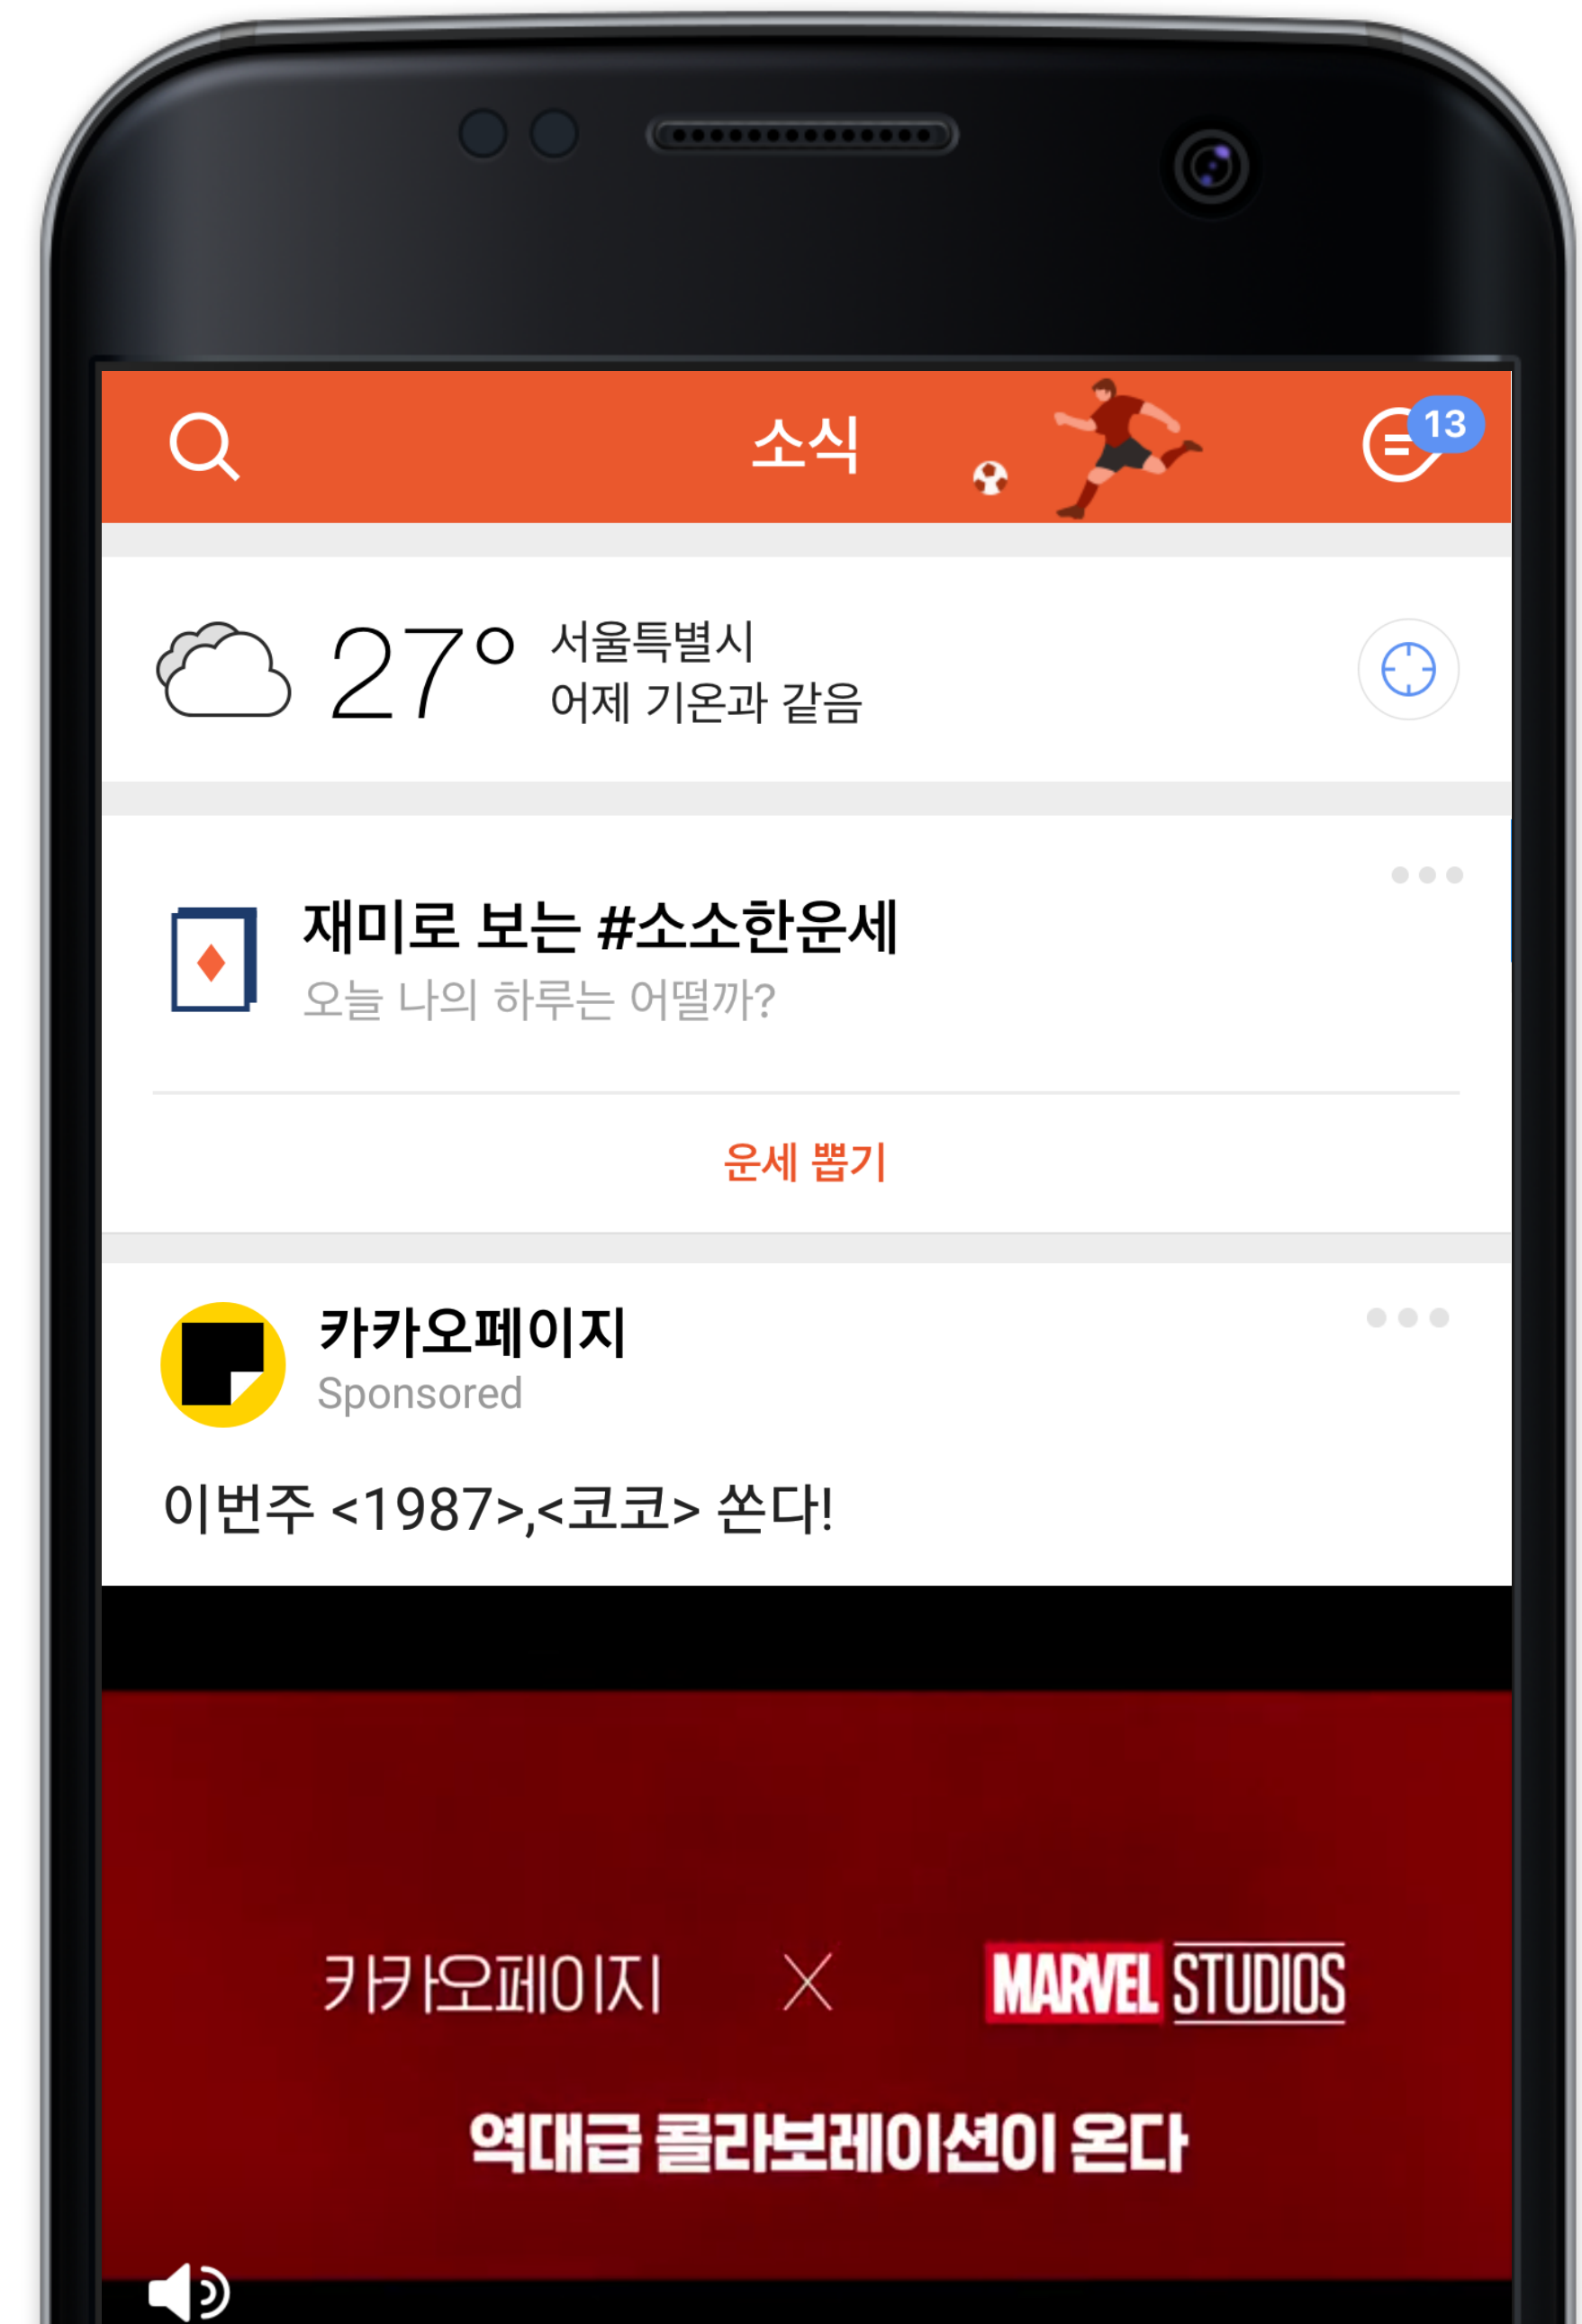 소식
13
27°
서울특별시
어제 기온과 같음
재미로 보는 #소소한운세
오늘 나의 하루는 어떨까?
운세 뽑기
카카오페이지
Sponsored
이번주 <1987>,<코코> 쏜다!
카카오페이지 X MARVEL STUDIOS
역대급 콜라보레이션이 온다